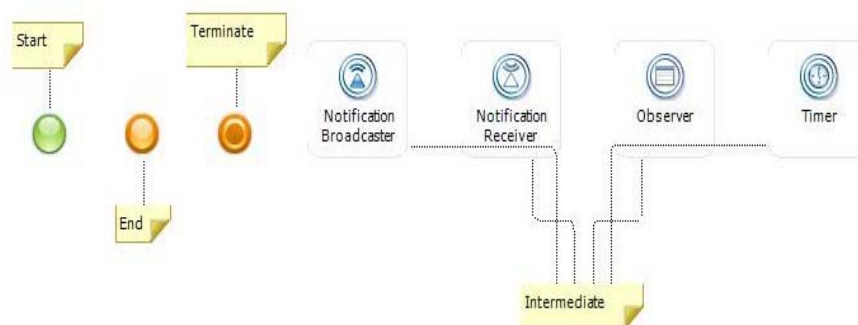 Start
Terminate
Notification
Broadcaster
Notification
Receiver
Observer
Timer
End
Intermediate